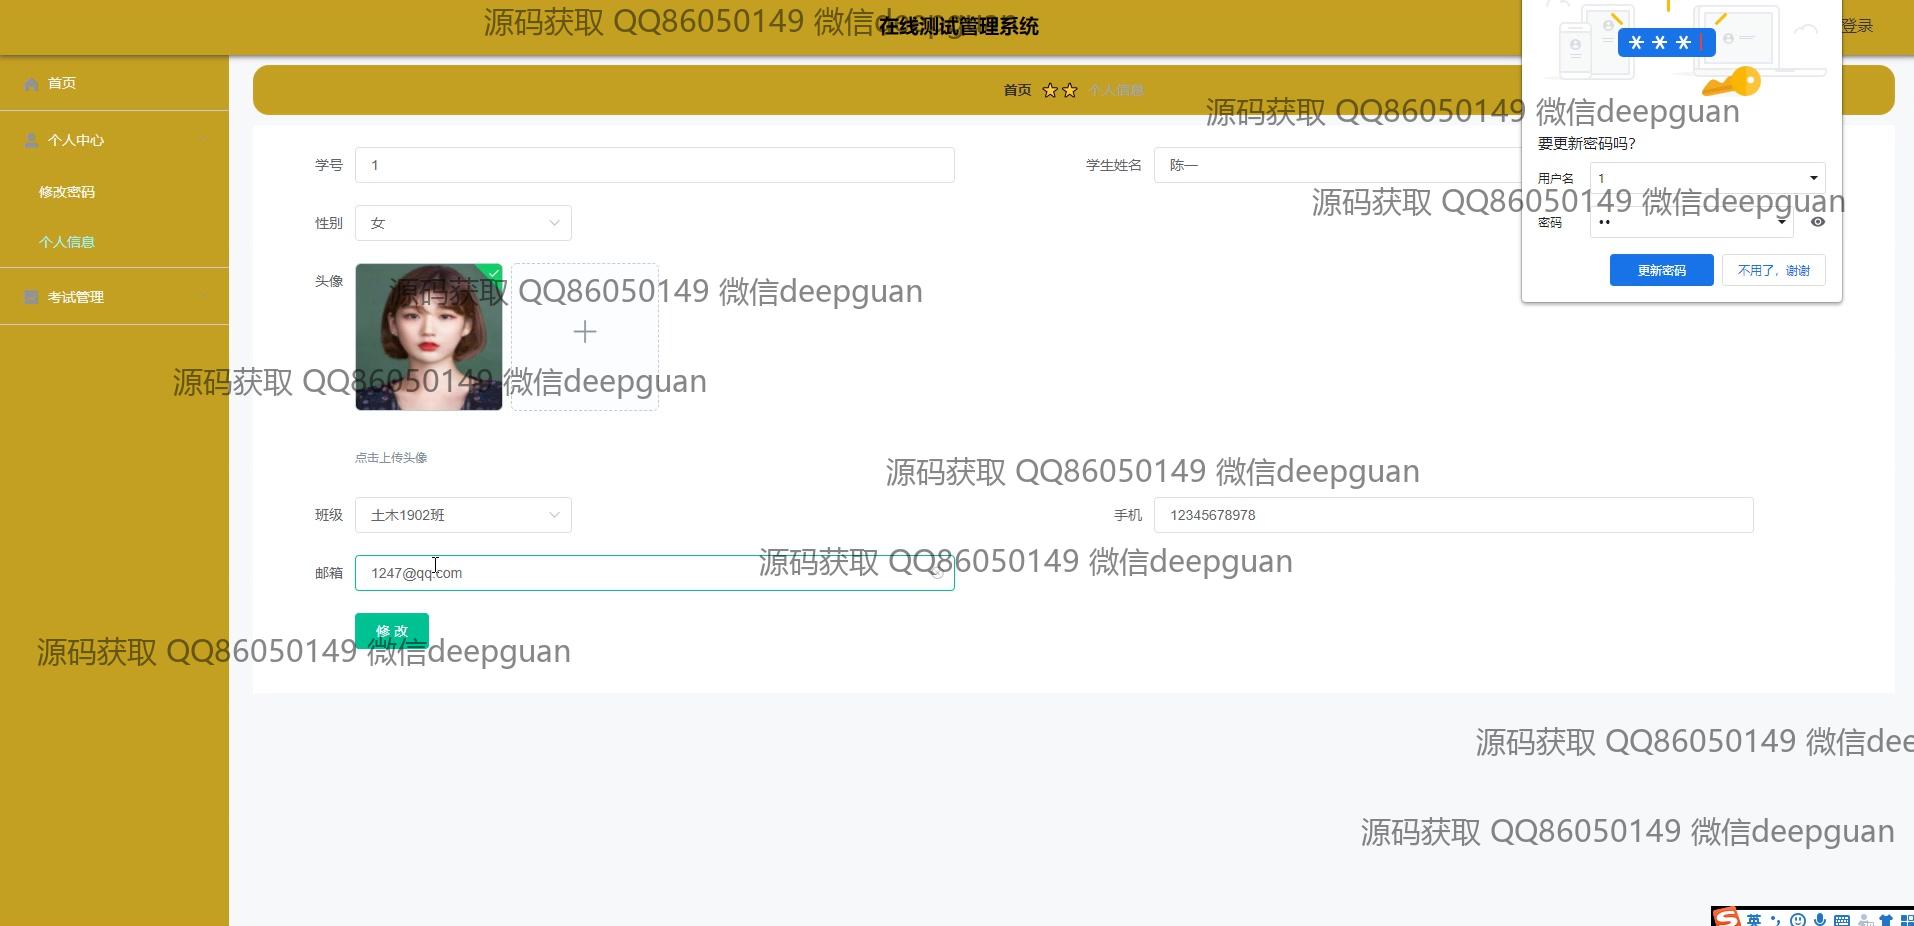 源码获取 QQ86050149 微信deepguan
在线测试管理系统
登录
首页
个人中心
修改密码
个人信息
考试管理
首页 个人信息
源码获取 QQ86050149 微信deepguan
* * *
要更新密码吗?
用户名 1
密码 ••
更新密码 不用了，谢谢
学号 1
学生姓名 陈一
源码获取 QQ86050149 微信deepguan
性别 女
头像
源码获取 QQ86050149 微信deepguan
源码获取 QQ86050149 微信deepguan
点击上传头像
源码获取 QQ86050149 微信deepguan
班级 土木1902班
手机 12345678978
源码获取 QQ86050149 微信deepguan
邮箱 1247@qq.com
修改
源码获取 QQ86050149 微信deepguan
源码获取 QQ86050149 微信dee
源码获取 QQ86050149 微信deepguan
S 英